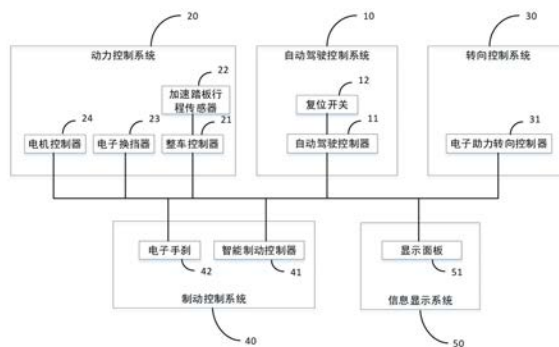 20
10
30
动力控制系统
自动驾驶控制系统
转向控制系统
22
加速踏板行
程传感器
12
复位开关
24
23
21
11
31
电机控制器
电子换挡器
整车控制器
自动驾驶控制器
电子助力转向控制器
电子手刹
智能制动控制器
显示面板
42
41
51
制动控制系统
信息显示系统
40
50